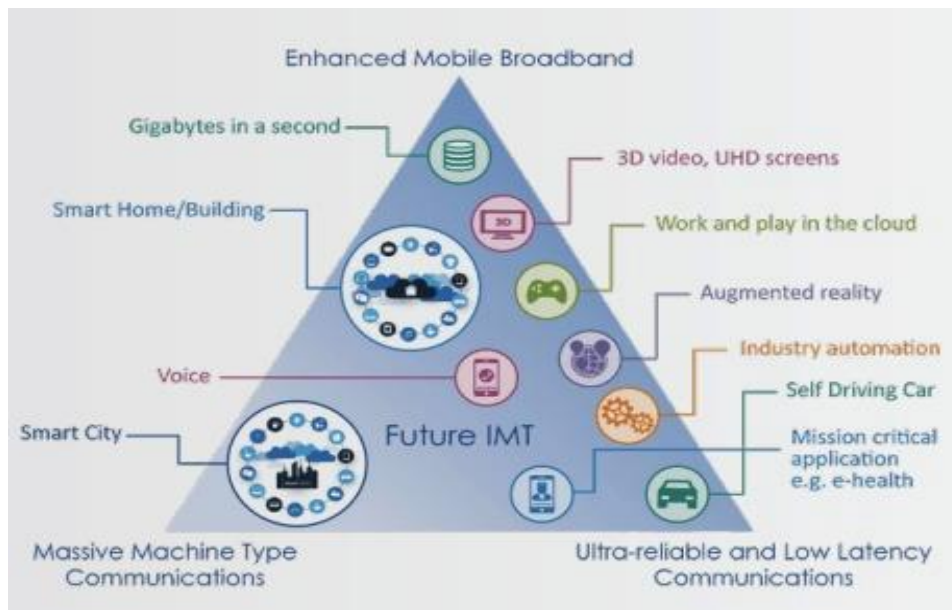 Enhanced Mobile Broadband
Gigabytes in a second
3D video, UHD screens
3D
Smart Home/Building
Work and play in the cloud
Augmented reality
Industry automation
Voice
Self Driving Car
Smart City
Future IMT
Mission critical
application
e.g. e-health
Massive Machine Type
Communications
Ultra-reliable and Low Latency
Communications